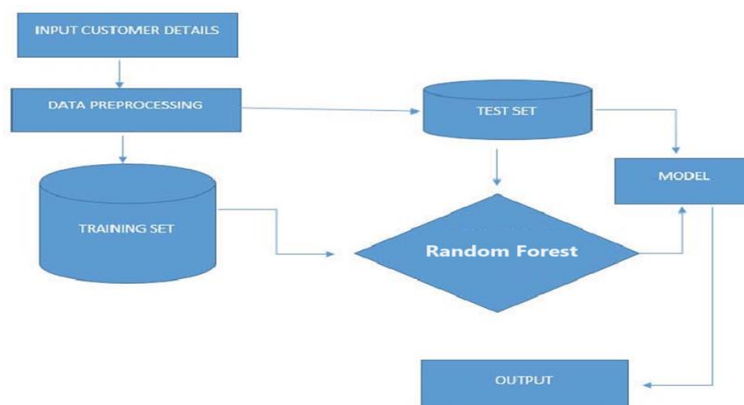 INPUT CUSTOMER DETAILS
DATA PREPROCESSING
TEST SET
MODEL
TRAINING SET
Random Forest
OUTPUT